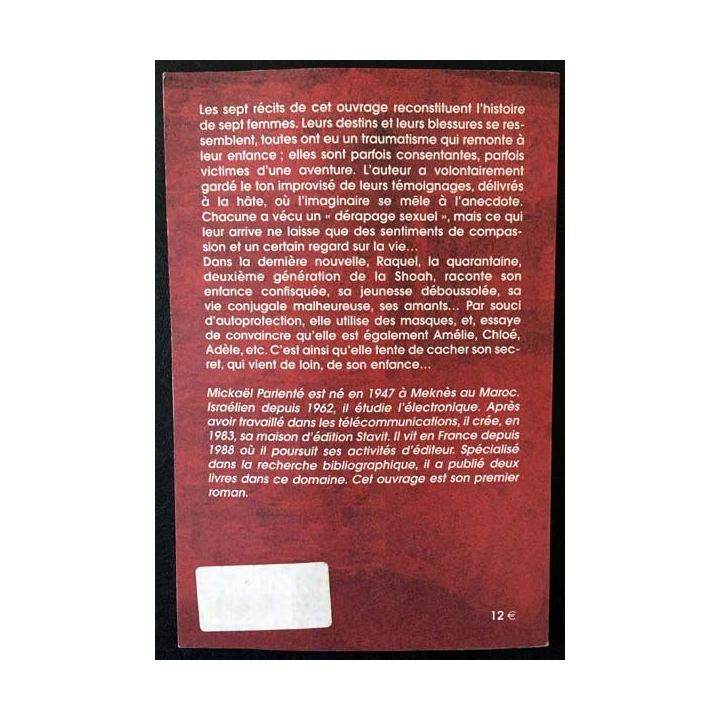 Les sept récits de cet ouvrage reconstituent l'histoire
de sept femmes. Leurs destins et leurs blessures se res-
semblent, toutes ont eu un traumatisme qui remonte à
leur enfance ; elles sont parfois consentantes, parfois
victimes d'une aventure. L'auteur a volontairement
gardé le ton improvisé de leurs témoignages, délivrés
à la hâte, où l'imaginaire se mêle à l'anecdote.
Chacune a vécu un « dérapage sexuel », mais ce qui
leur arrive ne laisse que des sentiments de compas-
sion et un certain regard sur la vie...
Dans la dernière nouvelle, Raquel, la quarantaine,
deuxième génération de la Shoah, raconte son
enfance confisquée, sa jeunesse déboussolée, sa
vie conjugale malheureuse, ses amants... Par souci
d'autoprotection, elle utilise des masques, et, essaye
de convaincre qu'elle est également Amélie, Chloé,
Adèle, etc. C'est ainsi qu'elle tente de cacher son sec-
ret, qui vient de loin, de son enfance...
Mickaël Parienté est né en 1947 à Meknès au Maroc.
Israélien depuis 1962, il étudie l'électronique. Après
avoir travaillé dans les télécommunications, il crée, en
1983, sa maison d'édition Stavit. Il vit en France depuis
1988 où il poursuit ses activités d'éditeur. Spécialisé
dans la recherche bibliographique, il a publié deux
livres dans ce domaine. Cet ouvrage est son premier
roman.
12 €